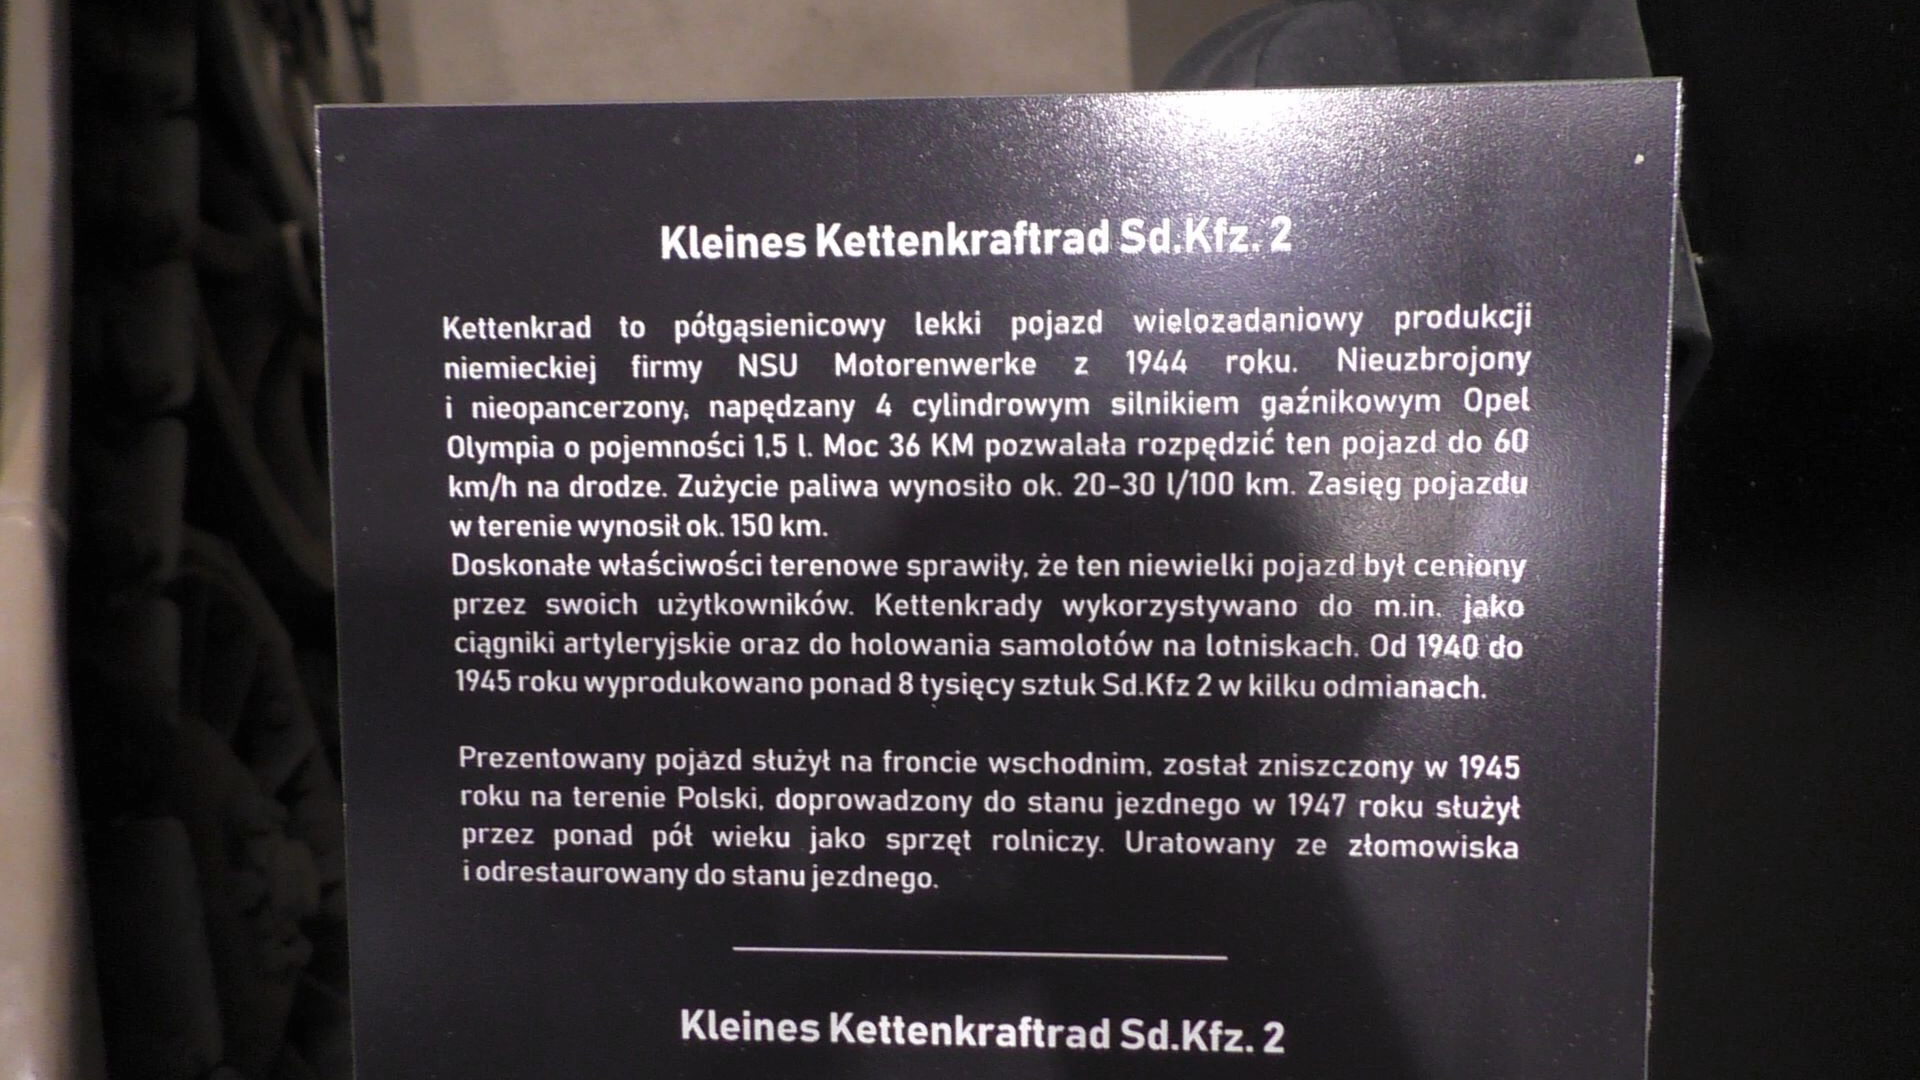 Kleines Kettenkraftrad Sd.Kfz. 2
Kettenkrad to półgąsienicowy lekki pojazd wielozadaniowy produkcji
niemieckiej firmy NSU Motorenwerke z 1944 roku. Nieuzbrojony
i nieopancerzony, napędzany 4 cylindrowym silnikiem gaźnikowym Opel
Olympia o pojemności 1,5 l. Moc 36 KM pozwalała rozpędzić ten pojazd do 60
km/h na drodze. Zużycie paliwa wynosiło ok. 20-30 l/100 km. Zasięg pojazdu
w terenie wynosił ok. 150 km.
Doskonałe właściwości terenowe sprawiły, że ten niewielki pojazd był ceniony
przez swoich użytkowników. Kettenkrady wykorzystywano do m.in. jako
ciągniki artyleryjskie oraz do holowania samolotów na lotniskach. Od 1940 do
1945 roku wyprodukowano ponad 8 tysięcy sztuk Sd.Kfz 2 w kilku odmianach.
Prezentowany pojazd służył na froncie wschodnim, został zniszczony w 1945
roku na terenie Polski, doprowadzony do stanu jezdnego w 1947 roku służył
przez ponad pół wieku jako sprzęt rolniczy. Uratowany ze złomowiska
i odrestaurowany do stanu jezdnego.
Kleines Kettenkraftrad Sd.Kfz. 2